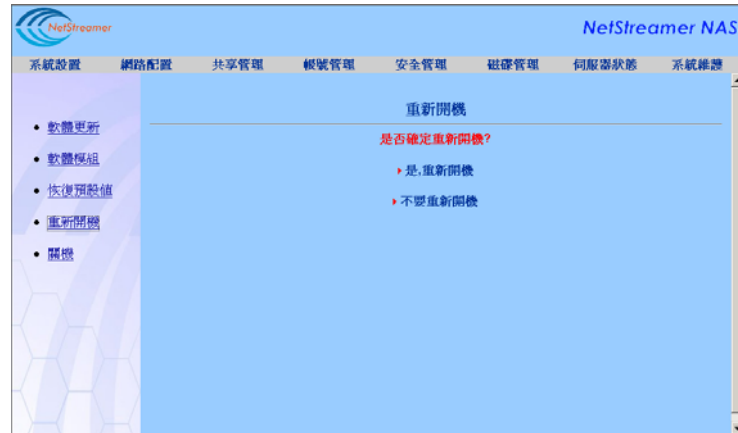 NetStreamer
NetStreamer NAS
系統設置 網路配置 共享管理 帳號管理 安全管理 磁碟管理 伺服器狀態 系統維護
重新開機
是否確定重新開機?
是,重新開機
不要重新開機
軟體更新
軟體模組
恢復預設值
重新開機
關機